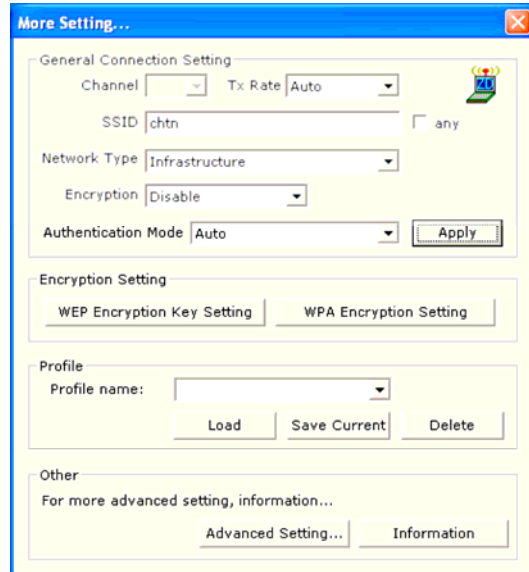 More Setting...
General Connection Setting
Channel Tx Rate Auto
SSID chtn any
Network Type Infrastructure
Encryption Disable
Authentication Mode Auto Apply
Encryption Setting
WEP Encryption Key Setting WPA Encryption Setting
Profile
Profile name:
Load Save Current Delete
Other
For more advanced setting, information...
Advanced Setting... Information